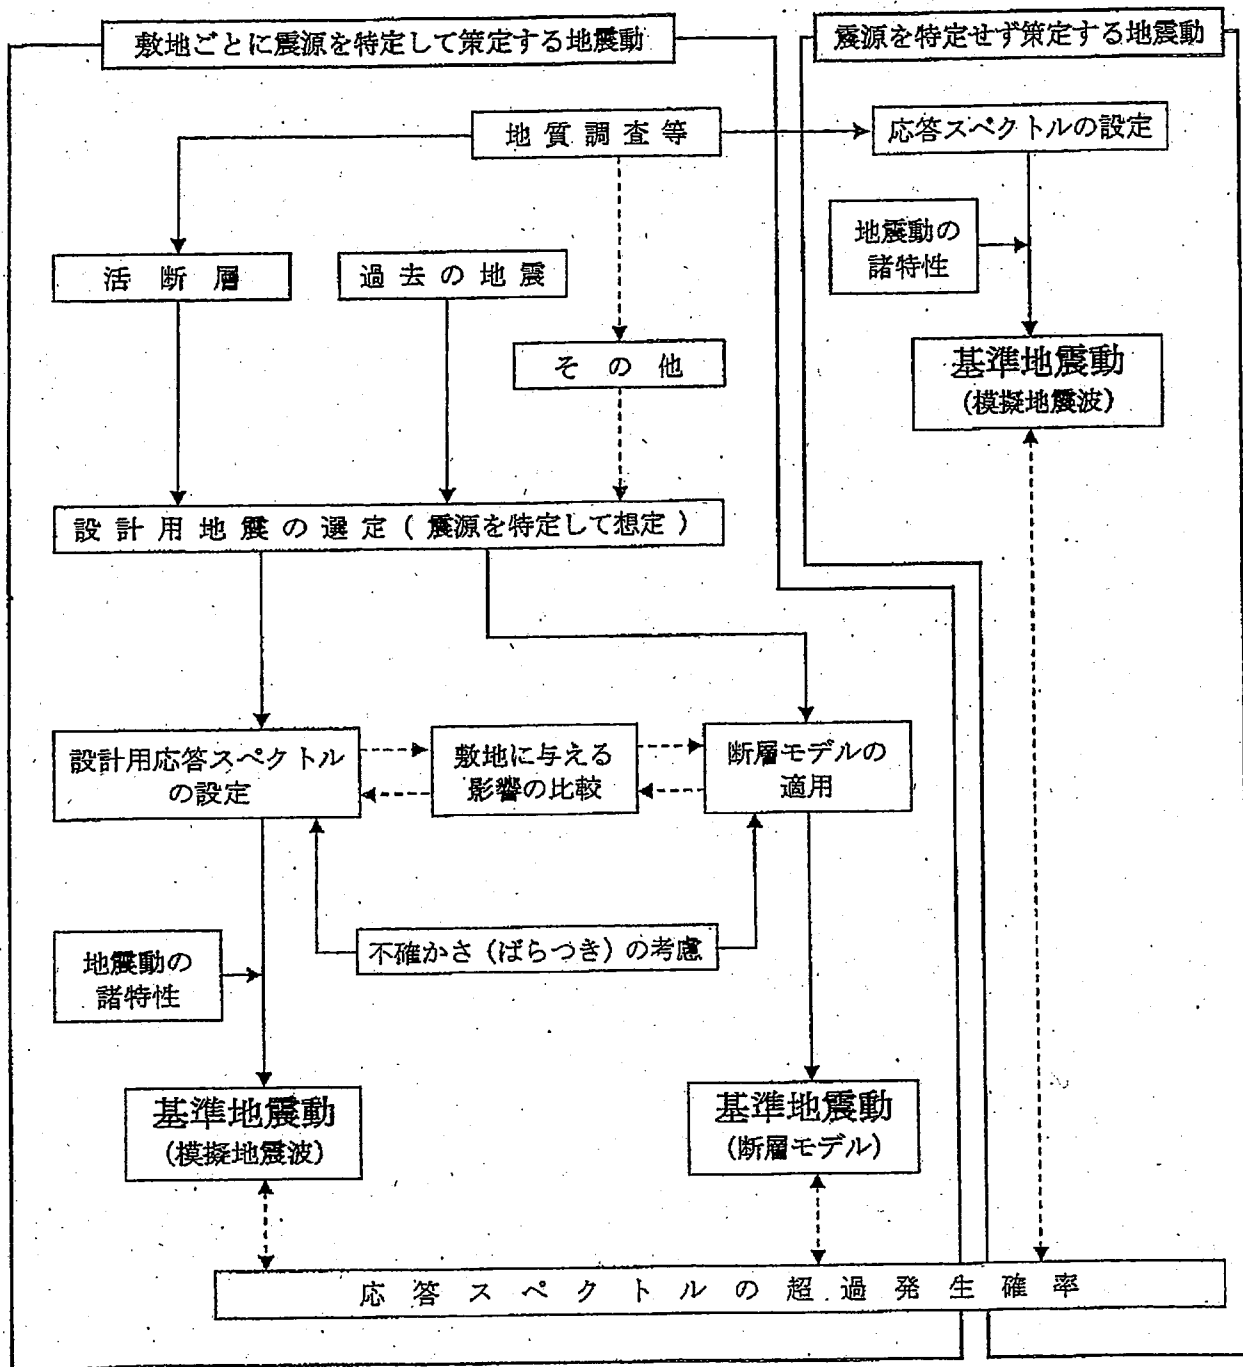 敷地ごとに震源を特定して策定する地震動
震源を特定せず策定する地震動
地質調査等
応答スペクトルの設定
地震動の
諸特性
活断層
過去の地震
その他
基準地震動
(模擬地震波)
設計用地震の選定(震源を特定して想定)
設計用応答スペクトル
の設定
敷地に与える
影響の比較
断層モデルの
適用
不確かさ(ばらつき)の考慮
地震動の
諸特性
基準地震動
(模擬地震波)
基準地震動
(断層モデル)
応答スペクトルの超過発生確率